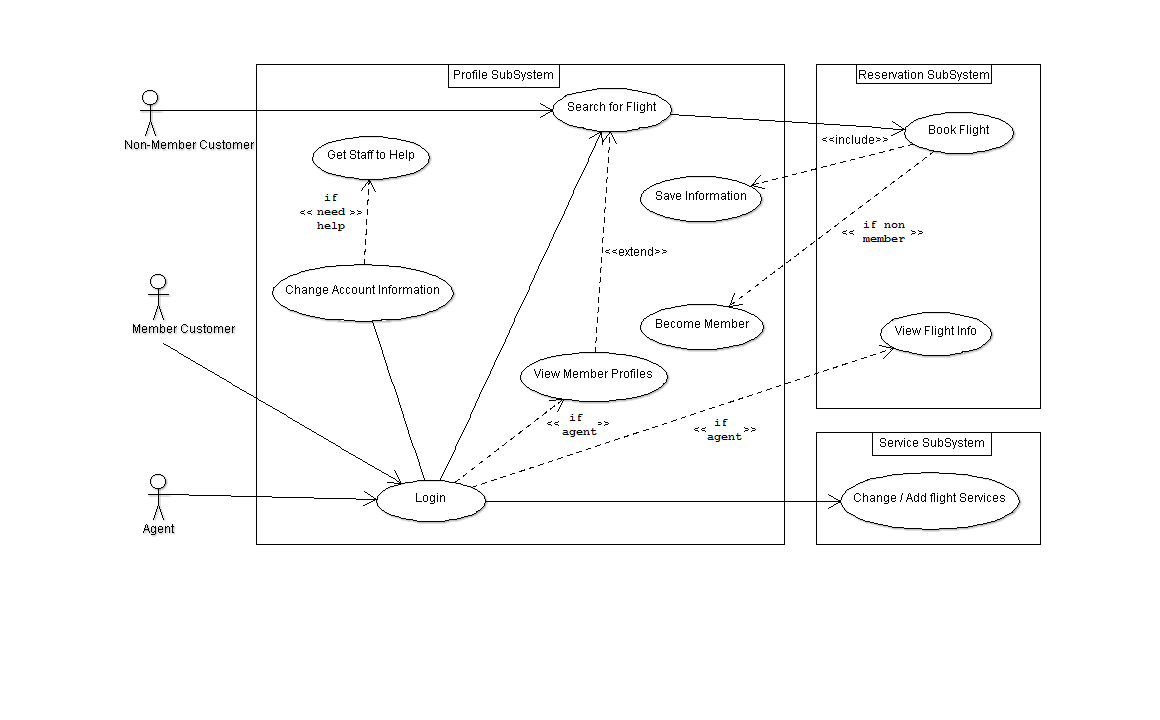 Profile SubSystem
Reservation SubSystem
Search for Flight
Book Flight
<<include>>
Non-Member Customer
Get Staff to Help
Save Information
if
<< need >>
help
<< if non >>
member
<<extend>>
Change Account Information
Member Customer
Become Member
View Flight Info
View Member Profiles
<< if >>
agent
<< if >>
agent
Service SubSystem
Login
Change / Add flight Services
Agent